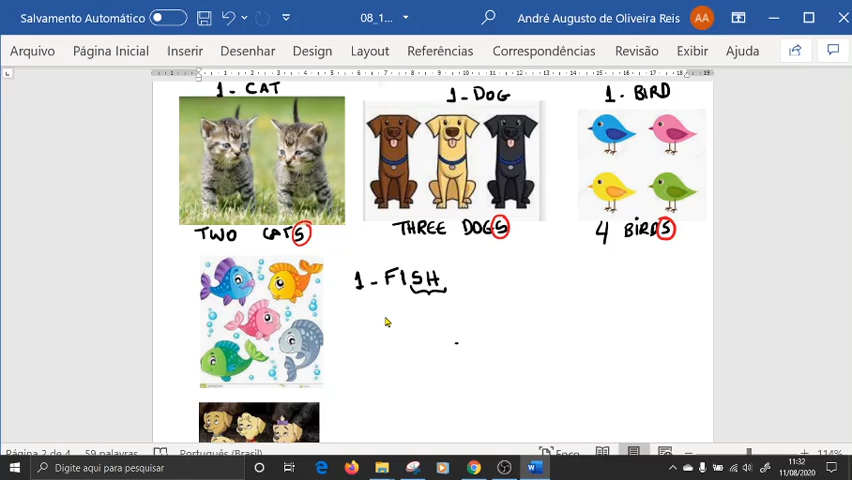 Salvamento Automático
08_1...
André Augusto de Oliveira Reis
AA
Arquivo Página Inicial Inserir Desenhar Design Layout Referências Correspondências Revisão Exibir Ajuda
1- CAT 1- DOG 1- BIRD
TWO CATS THREE DOGS 4 BIRDS
1- FISH
Página 2 de 4 59 palavras Português (Brasil) Foco 114%
Digite aqui para pesquisar
11:32
11/08/2020